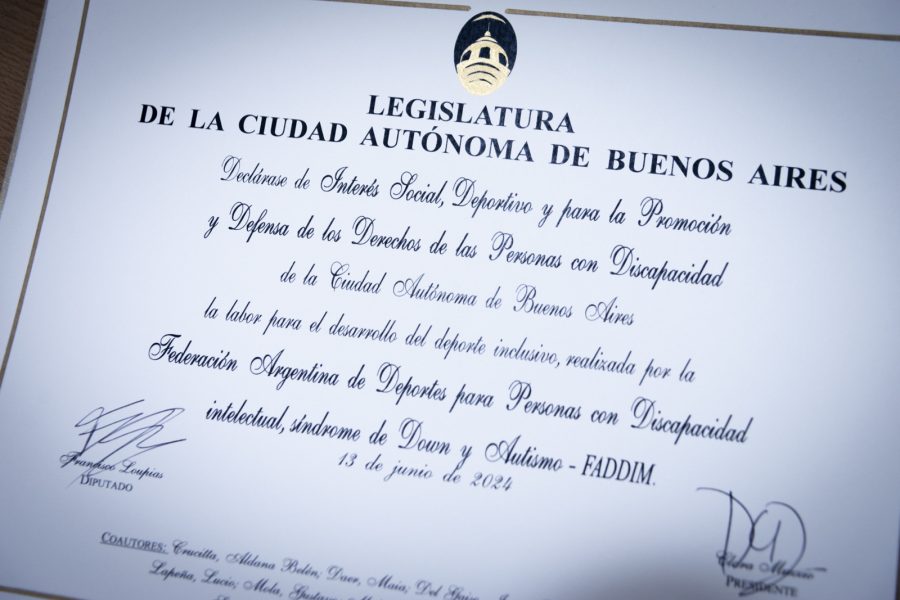 LEGISLATURA
DE LA CIUDAD AUTÓNOMA DE BUENOS AIRES
Declárase de Interés Social, Deportivo y para la Promoción
y Defensa de los Derechos de las Personas con Discapacidad
de la Ciudad Autónoma de Buenos Aires
la labor para el desarrollo del deporte inclusivo, realizada por la
Federación Argentina de Deportes para Personas con Discapacidad
intelectual, síndrome de Down y Autismo - FADDIM.
13 de junio de 2024
Francisco Loupias
DIPUTADO
PRESIDENTE
COAUTORES: Crucitta, Aldana Belén; Daer, Maia; Del
Lapeña, Lucio; Mola,